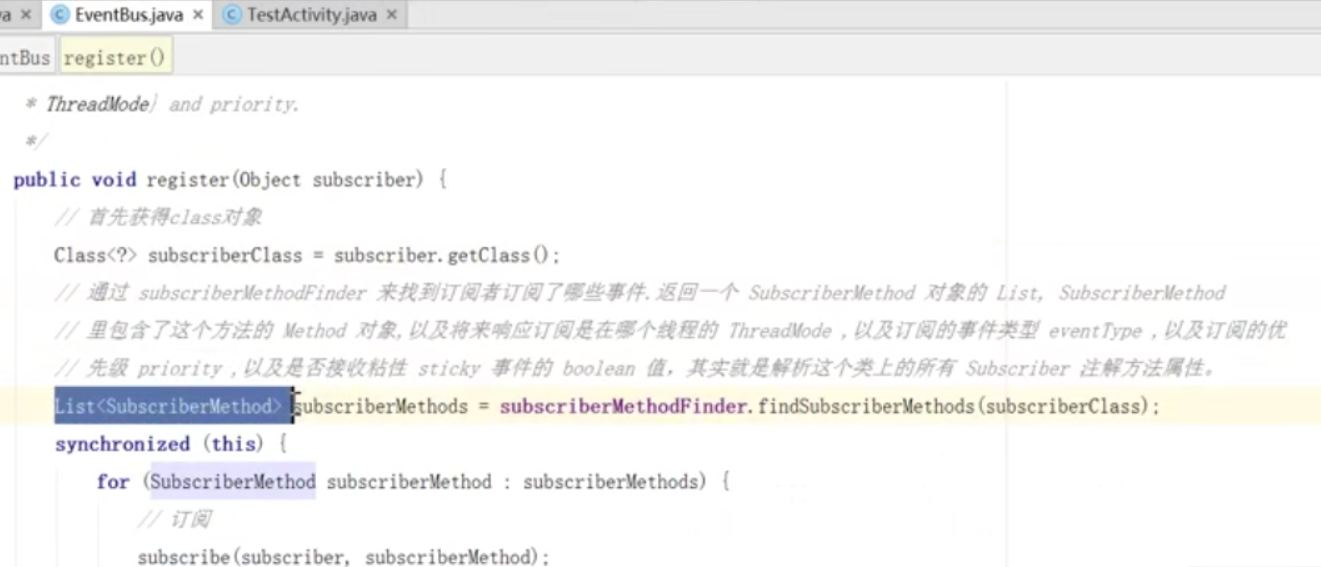 va × EventBus.java × TestActivity.java ×
ntBus register()
* ThreadMode} and priority.
*/
public void register(Object subscriber) {
// 首先获得class对象
Class<?> subscriberClass = subscriber.getClass();
// 通过 subscriberMethodFinder 来找到订阅者订阅了哪些事件.返回一个 SubscriberMethod 对象的 List, SubscriberMethod
// 里包含了这个方法的 Method 对象,以及将来响应订阅是在哪个线程的 ThreadMode ,以及订阅的事件类型 eventType ,以及订阅的优
// 先级 priority ,以及是否接收粘性 sticky 事件的 boolean 值，其实就是解析这个类上的所有 Subscriber 注解方法属性。
List<SubscriberMethod> subscriberMethods = subscriberMethodFinder.findSubscriberMethods(subscriberClass);
synchronized (this) {
for (SubscriberMethod subscriberMethod : subscriberMethods) {
// 订阅
subscribe(subscriber, subscriberMethod);